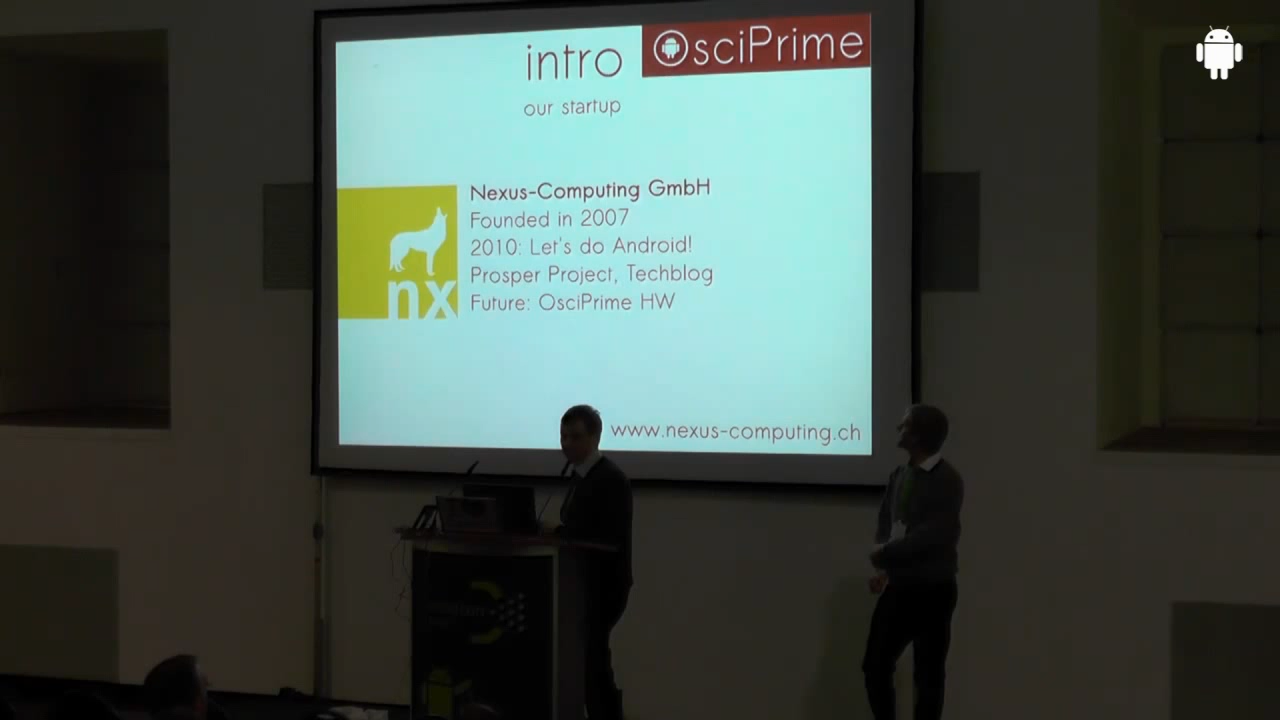 intro
OsciPrime
our startup
Nexus-Computing GmbH
Founded in 2007
2010: Let's do Android!
Prosper Project, Techblog
Future: OsciPrime HW
nx
www.nexus-computing.ch